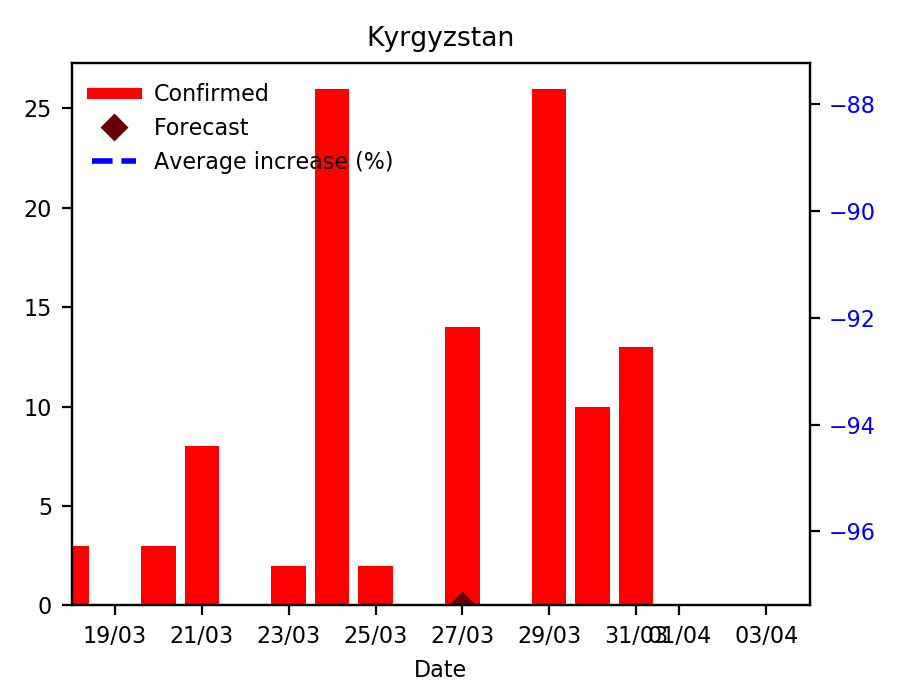 Kyrgyzstan
Confirmed
Forecast
Average increase (%)
25
20
15
10
5
0
−88
−90
−92
−94
−96
19/03 21/03 23/03 25/03 27/03 29/03 31/03 01/04 03/04
Date